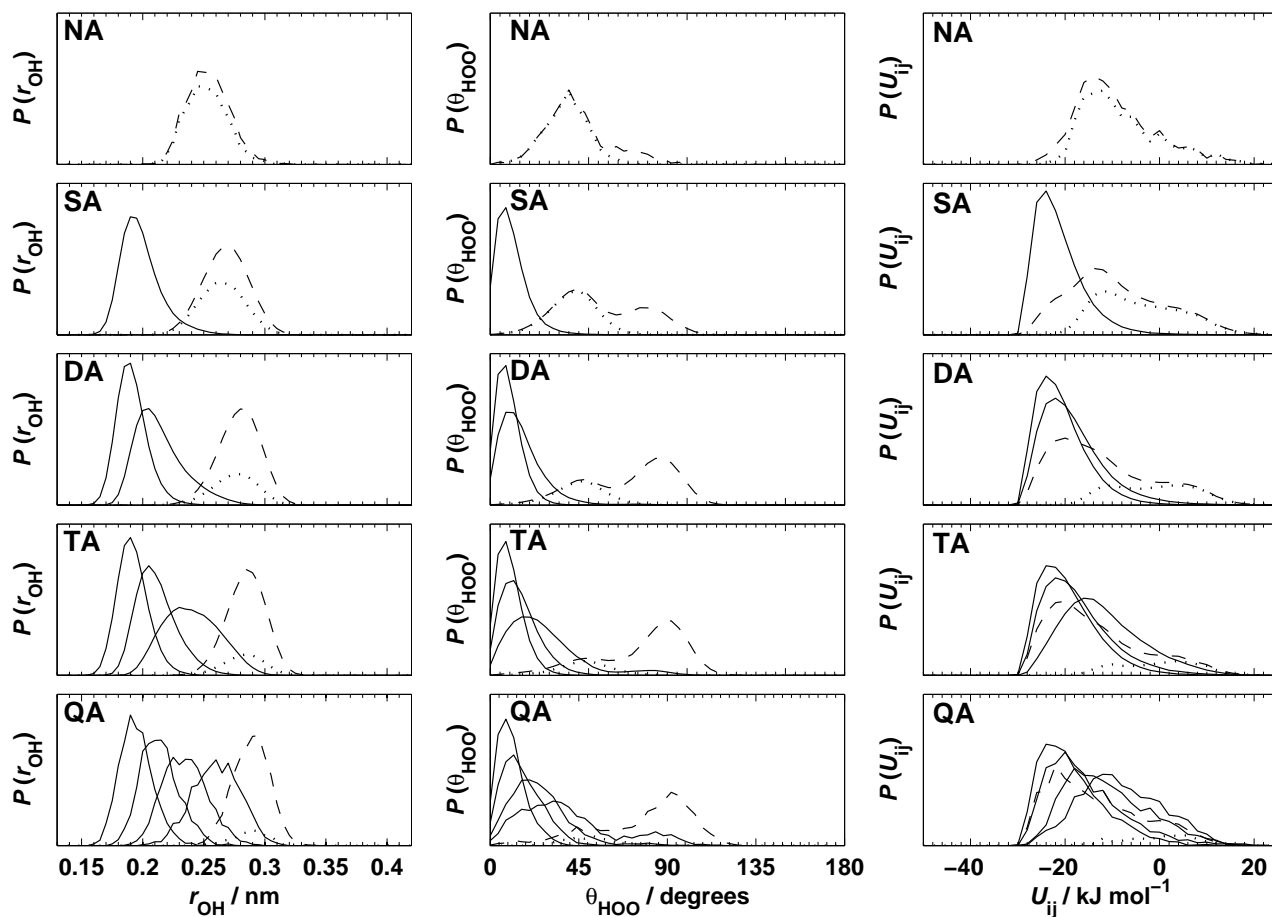 NA
P(r_OH)
NA
P(θ_HOO)
NA
P(U_ij)
SA
P(r_OH)
SA
P(θ_HOO)
SA
P(U_ij)
DA
P(r_OH)
DA
P(θ_HOO)
DA
P(U_ij)
TA
P(r_OH)
TA
P(θ_HOO)
TA
P(U_ij)
QA
P(r_OH)
QA
P(θ_HOO)
QA
P(U_ij)
0.15 0.2 0.25 0.3 0.35 0.4
r_OH / nm
0 45 90 135 180
θ_HOO / degrees
−40 −20 0 20
U_ij / kJ mol⁻¹